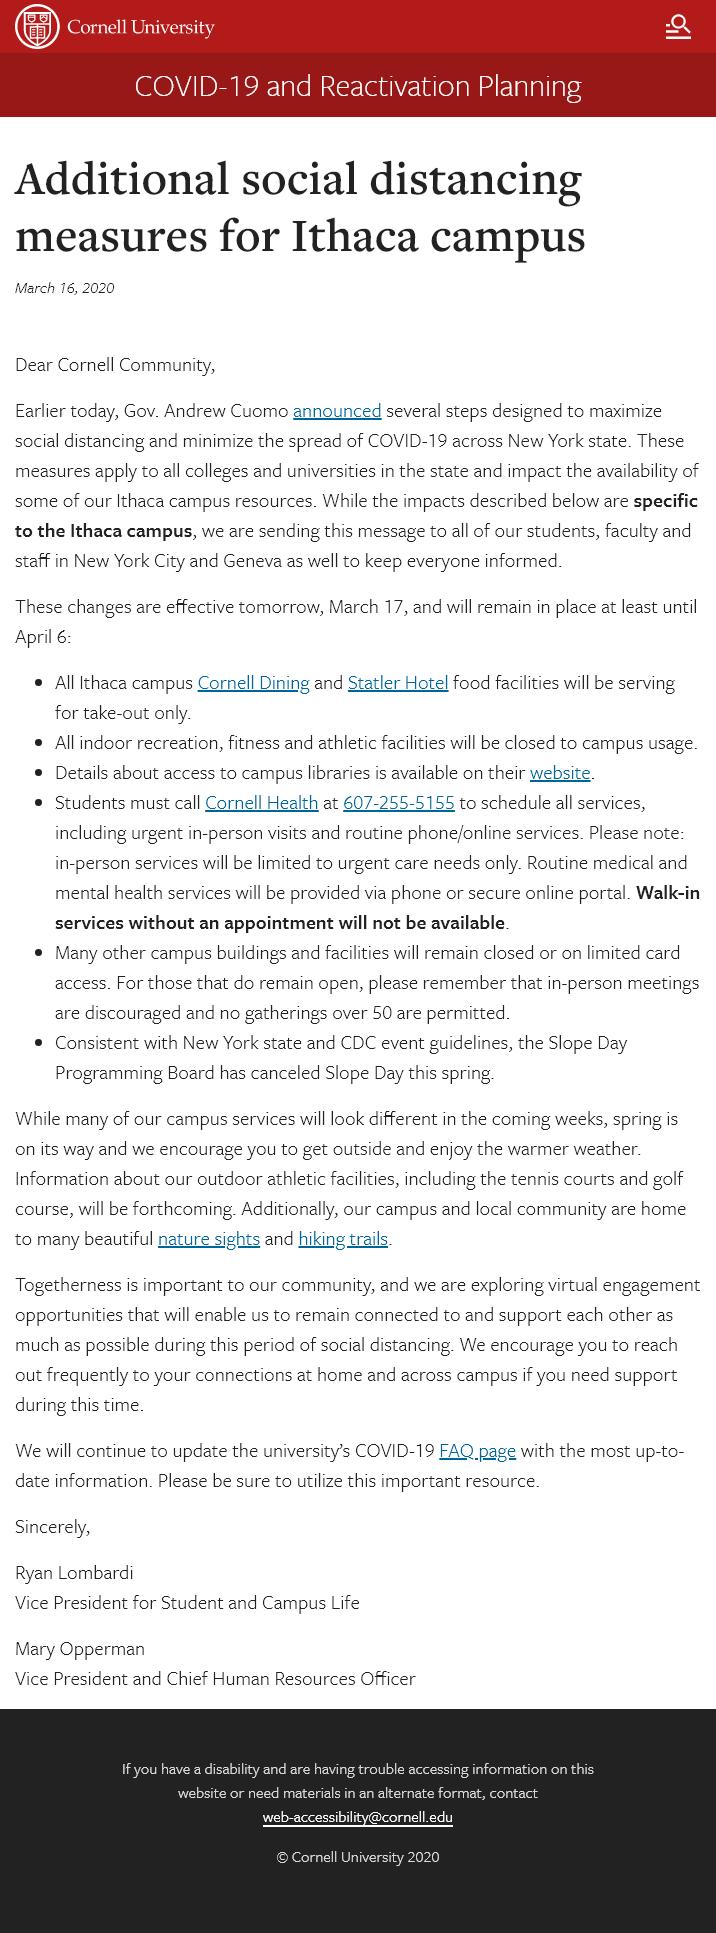 Cornell University
COVID-19 and Reactivation Planning
Additional social distancing
measures for Ithaca campus
March 16, 2020
Dear Cornell Community,
Earlier today, Gov. Andrew Cuomo announced several steps designed to maximize
social distancing and minimize the spread of COVID-19 across New York state. These
measures apply to all colleges and universities in the state and impact the availability of
some of our Ithaca campus resources. While the impacts described below are specific
to the Ithaca campus, we are sending this message to all of our students, faculty and
staff in New York City and Geneva as well to keep everyone informed.
These changes are effective tomorrow, March 17, and will remain in place at least until
April 6:
• All Ithaca campus Cornell Dining and Statler Hotel food facilities will be serving
for take-out only.
• All indoor recreation, fitness and athletic facilities will be closed to campus usage.
• Details about access to campus libraries is available on their website.
• Students must call Cornell Health at 607-255-5155 to schedule all services,
including urgent in-person visits and routine phone/online services. Please note:
in-person services will be limited to urgent care needs only. Routine medical and
mental health services will be provided via phone or secure online portal. Walk-in
services without an appointment will not be available.
• Many other campus buildings and facilities will remain closed or on limited card
access. For those that do remain open, please remember that in-person meetings
are discouraged and no gatherings over 50 are permitted.
• Consistent with New York state and CDC event guidelines, the Slope Day
Programming Board has canceled Slope Day this spring.
While many of our campus services will look different in the coming weeks, spring is
on its way and we encourage you to get outside and enjoy the warmer weather.
Information about our outdoor athletic facilities, including the tennis courts and golf
course, will be forthcoming. Additionally, our campus and local community are home
to many beautiful nature sights and hiking trails.
Togetherness is important to our community, and we are exploring virtual engagement
opportunities that will enable us to remain connected to and support each other as
much as possible during this period of social distancing. We encourage you to reach
out frequently to your connections at home and across campus if you need support
during this time.
We will continue to update the university’s COVID-19 FAQ page with the most up-to-
date information. Please be sure to utilize this important resource.
Sincerely,
Ryan Lombardi
Vice President for Student and Campus Life
Mary Opperman
Vice President and Chief Human Resources Officer
If you have a disability and are having trouble accessing information on this
website or need materials in an alternate format, contact
web-accessibility@cornell.edu
© Cornell University 2020